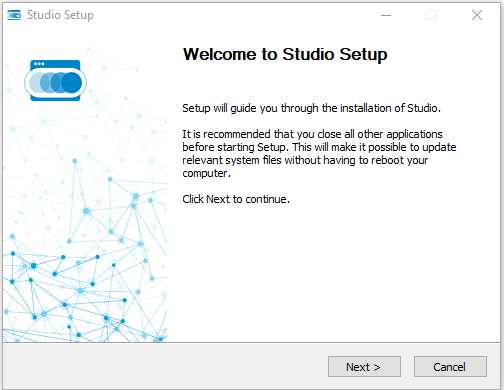 Studio Setup
Welcome to Studio Setup
Setup will guide you through the installation of Studio.
It is recommended that you close all other applications
before starting Setup. This will make it possible to update
relevant system files without having to reboot your
computer.
Click Next to continue.
Next >
Cancel